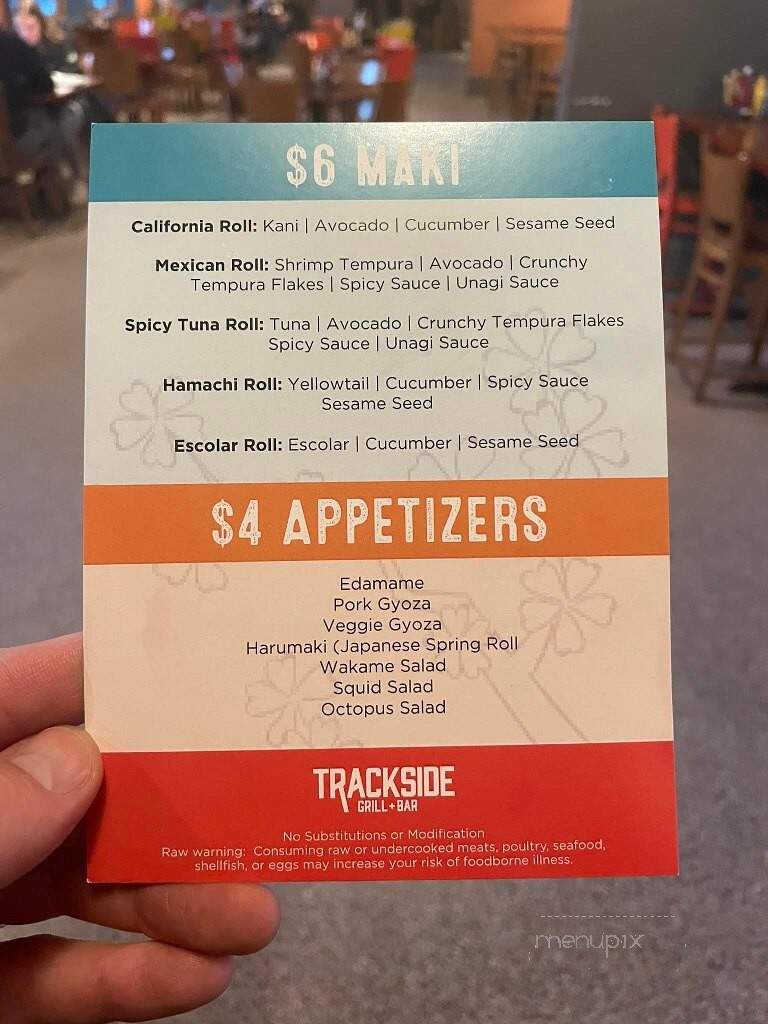 $6 MAKI
California Roll: Kani | Avocado | Cucumber | Sesame Seed
Mexican Roll: Shrimp Tempura | Avocado | Crunchy
Tempura Flakes | Spicy Sauce | Unagi Sauce
Spicy Tuna Roll: Tuna | Avocado | Crunchy Tempura Flakes
Spicy Sauce | Unagi Sauce
Hamachi Roll: Yellowtail | Cucumber | Spicy Sauce
Sesame Seed
Escolar Roll: Escolar | Cucumber | Sesame Seed
$4 APPETIZERS
Edamame
Pork Gyoza
Veggie Gyoza
Harumaki (Japanese Spring Roll
Wakame Salad
Squid Salad
Octopus Salad
TRACKSIDE
GRILL+BAR
No Substitutions or Modification
Raw warning: Consuming raw or undercooked meats, poultry, seafood,
shellfish, or eggs may increase your risk of foodborne illness.
menupix